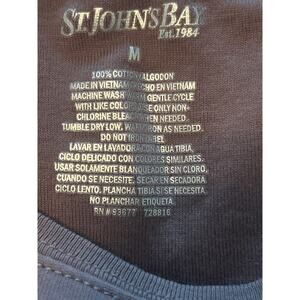 ST. JOHN'S BAY
Est. 1984
M
100% COTTON/ALGODON
MADE IN VIETNAM/HECHO EN VIETNAM
MACHINE WASH WARM GENTLE CYCLE
WITH LIKE COLORS. USE ONLY NON-
CHLORINE BLEACH WHEN NEEDED.
TUMBLE DRY LOW. WARM IRON AS NEEDED.
DO NOT IRON LABEL.
LAVAR EN LAVADORA CON AGUA TIBIA,
CICLO DELICADO CON COLORES SIMILARES.
USAR SOLAMENTE BLANQUEADOR SIN CLORO,
CUANDO SE NECESITE. SECAR EN SECADORA,
CICLO LENTO. PLANCHA TIBIA SI SE NECESITA.
NO PLANCHAR ETIQUETA.
RN # 93677 728816